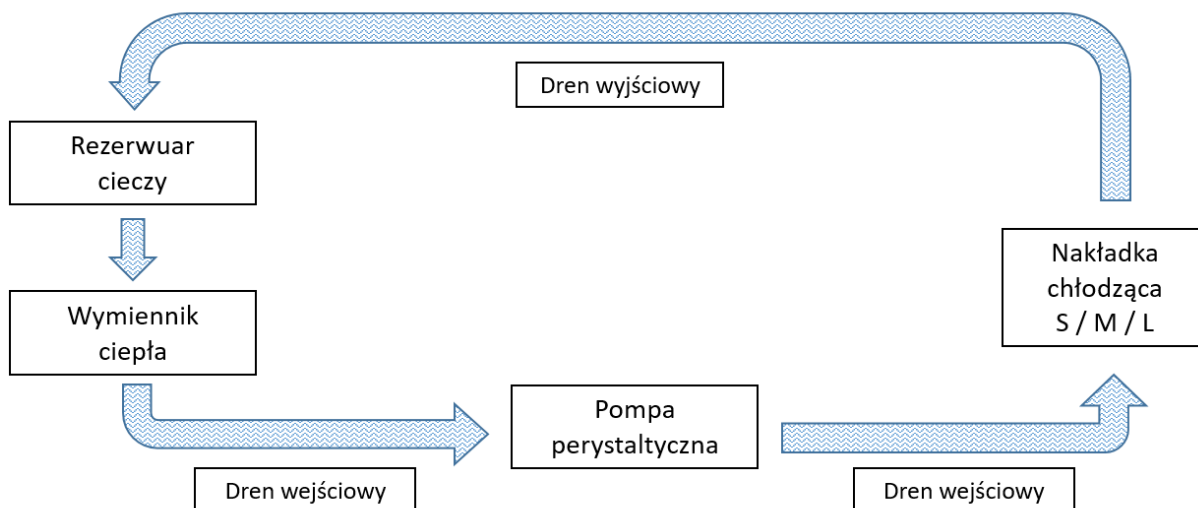 Dren wyjściowy
Rezerwuar
cieczy
Nakładka
chłodząca
S / M / L
Wymiennik
ciepła
Pompa
perystaltyczna
Dren wejściowy
Dren wejściowy